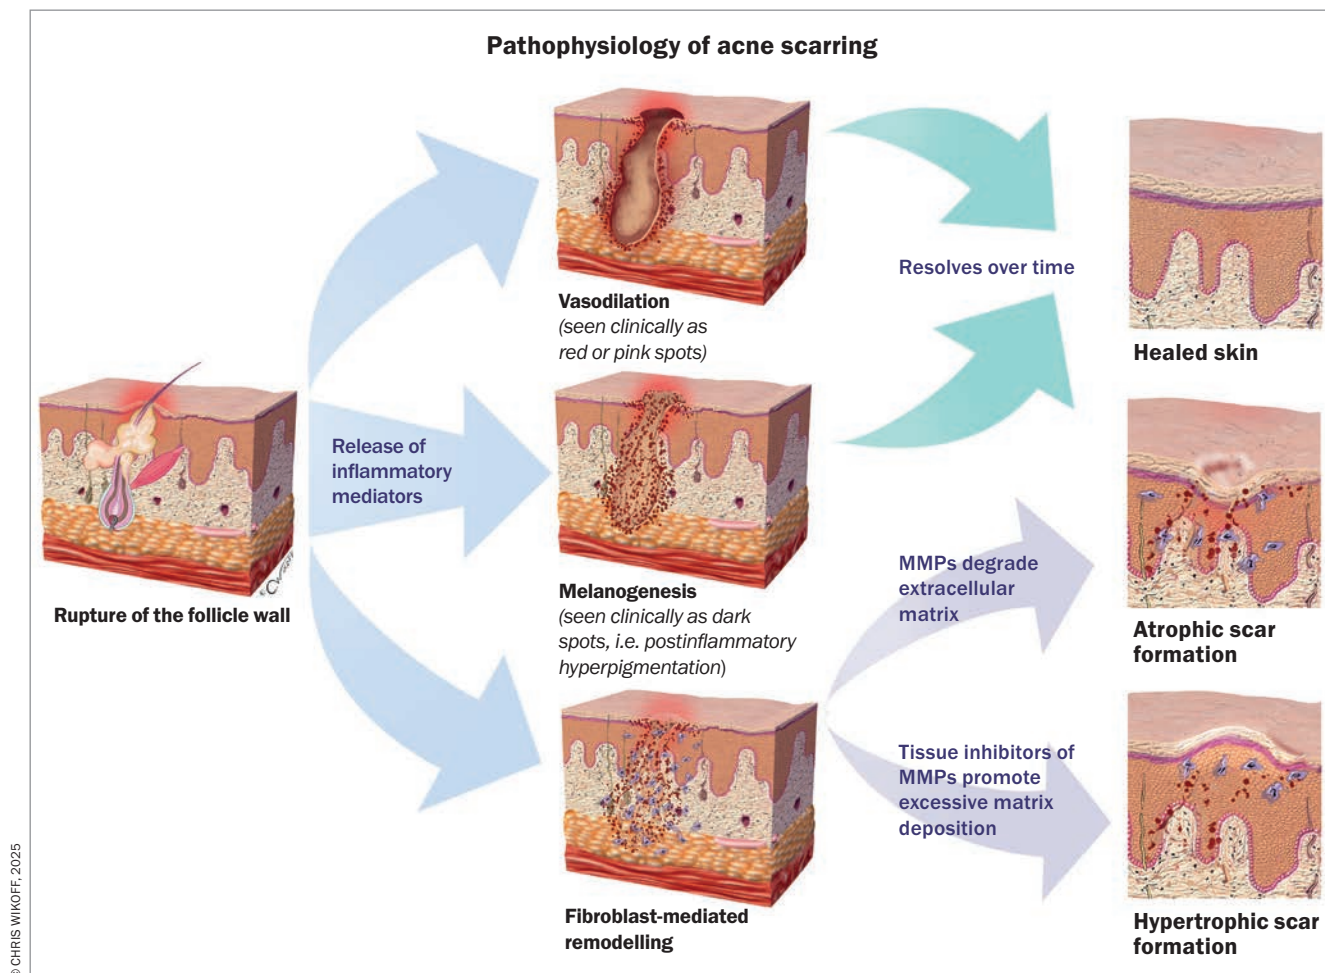 Pathophysiology of acne scarring
Rupture of the follicle wall
Release of
inflammatory
mediators
Vasodilation
(seen clinically as
red or pink spots)
Melanogenesis
(seen clinically as dark
spots, i.e. postinflammatory
hyperpigmentation)
Fibroblast-mediated
remodelling
Resolves over time
Healed skin
MMPs degrade
extracellular
matrix
Atrophic scar
formation
Tissue inhibitors of
MMPs promote
excessive matrix
deposition
Hypertrophic scar
formation
© CHRIS WIKOFF, 2025